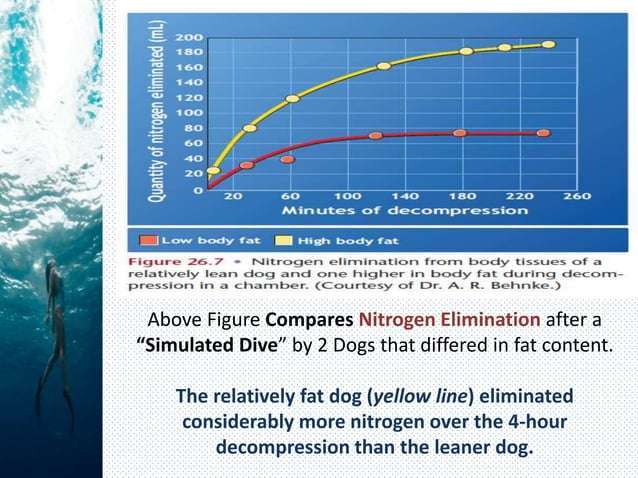 Quantity of nitrogen eliminated (mL)
200
180
160
140
120
100
80
60
40
20
0
20 60 100 140 180 220 260
Minutes of decompression
Low body fat High body fat
Figure 26.7 • Nitrogen elimination from body tissues of a
relatively lean dog and one higher in body fat during decom-
pression in a chamber. (Courtesy of Dr. A. R. Behnke.)
Above Figure Compares Nitrogen Elimination after a
“Simulated Dive” by 2 Dogs that differed in fat content.
The relatively fat dog (yellow line) eliminated
considerably more nitrogen over the 4-hour
decompression than the leaner dog.